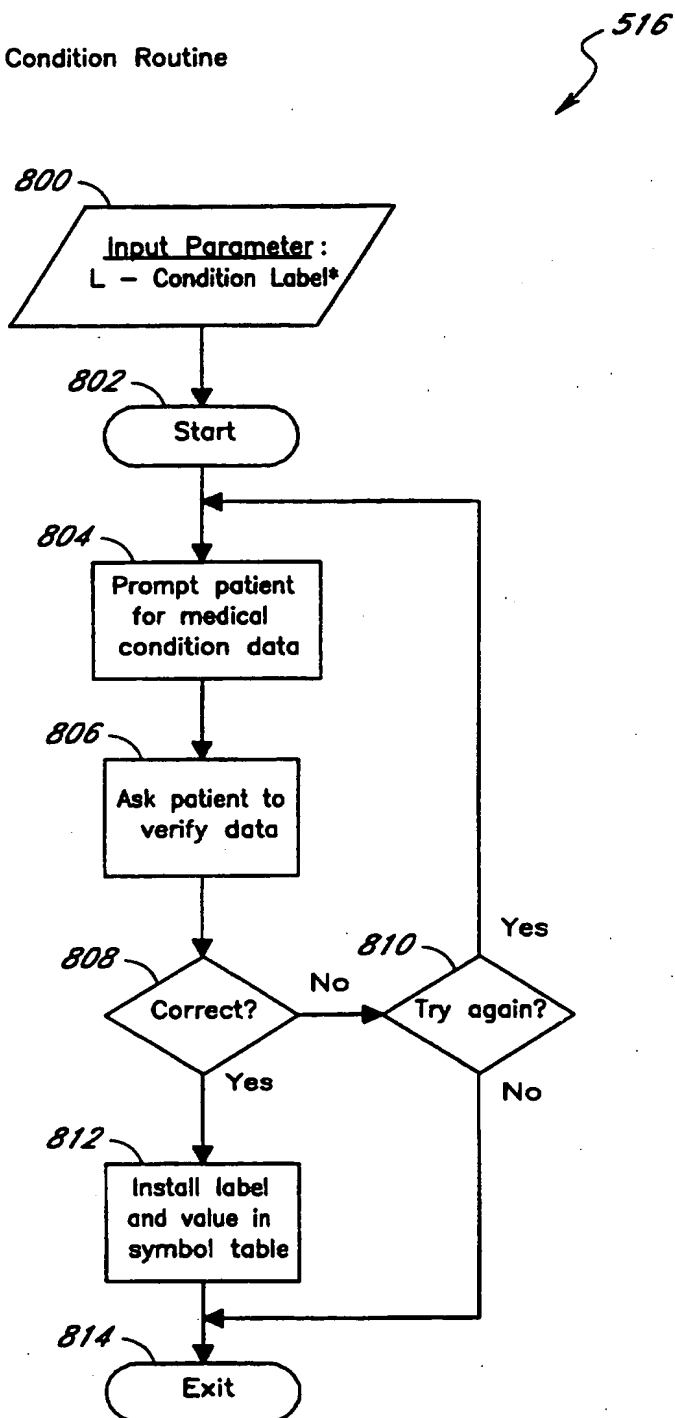 Condition Routine
516
800
Input Parameter:
L – Condition Label*
802
Start
804
Prompt patient
for medical
condition data
806
Ask patient to
verify data
808
Correct?
No
810
Try again?
Yes
Yes
No
812
Install label
and value in
symbol table
814
Exit